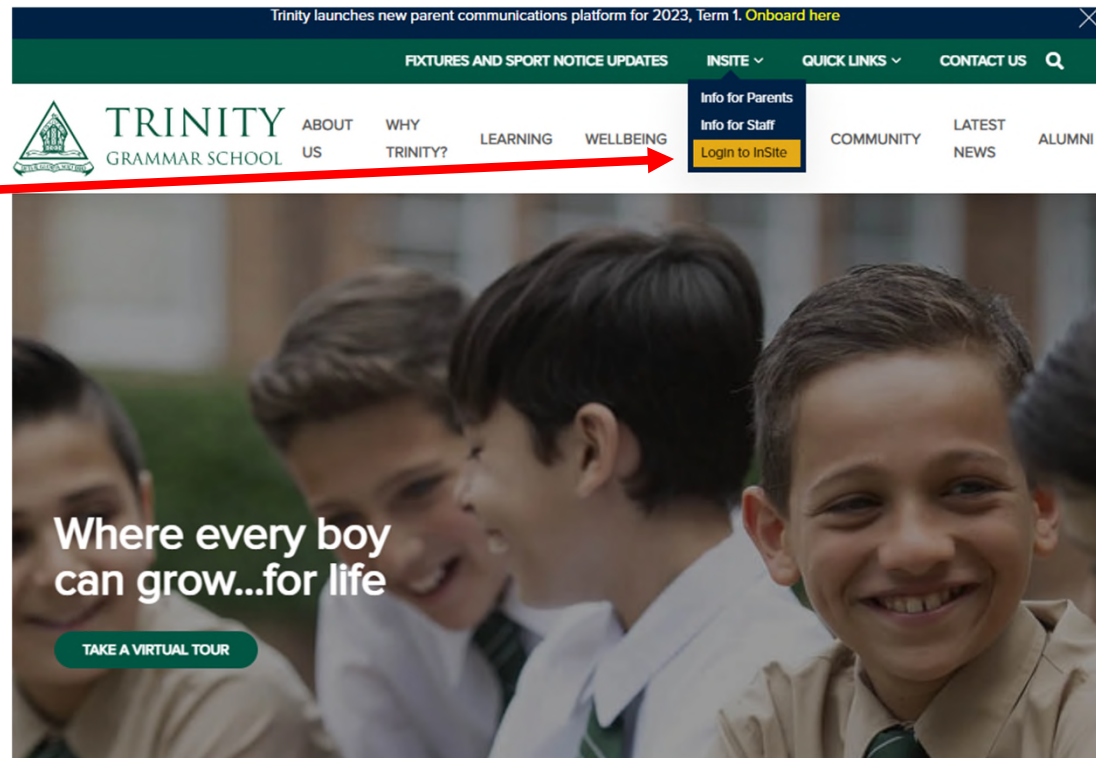 Trinity launches new parent communications platform for 2023, Term 1. Onboard here
FIXTURES AND SPORT NOTICE UPDATES INSITE QUICK LINKS CONTACT US
Info for Parents
Info for Staff
Login to InSite
TRINITY
GRAMMAR SCHOOL
ABOUT US
WHY TRINITY?
LEARNING
WELLBEING
COMMUNITY
LATEST NEWS
ALUMNI
Where every boy
can grow...for life
TAKE A VIRTUAL TOUR